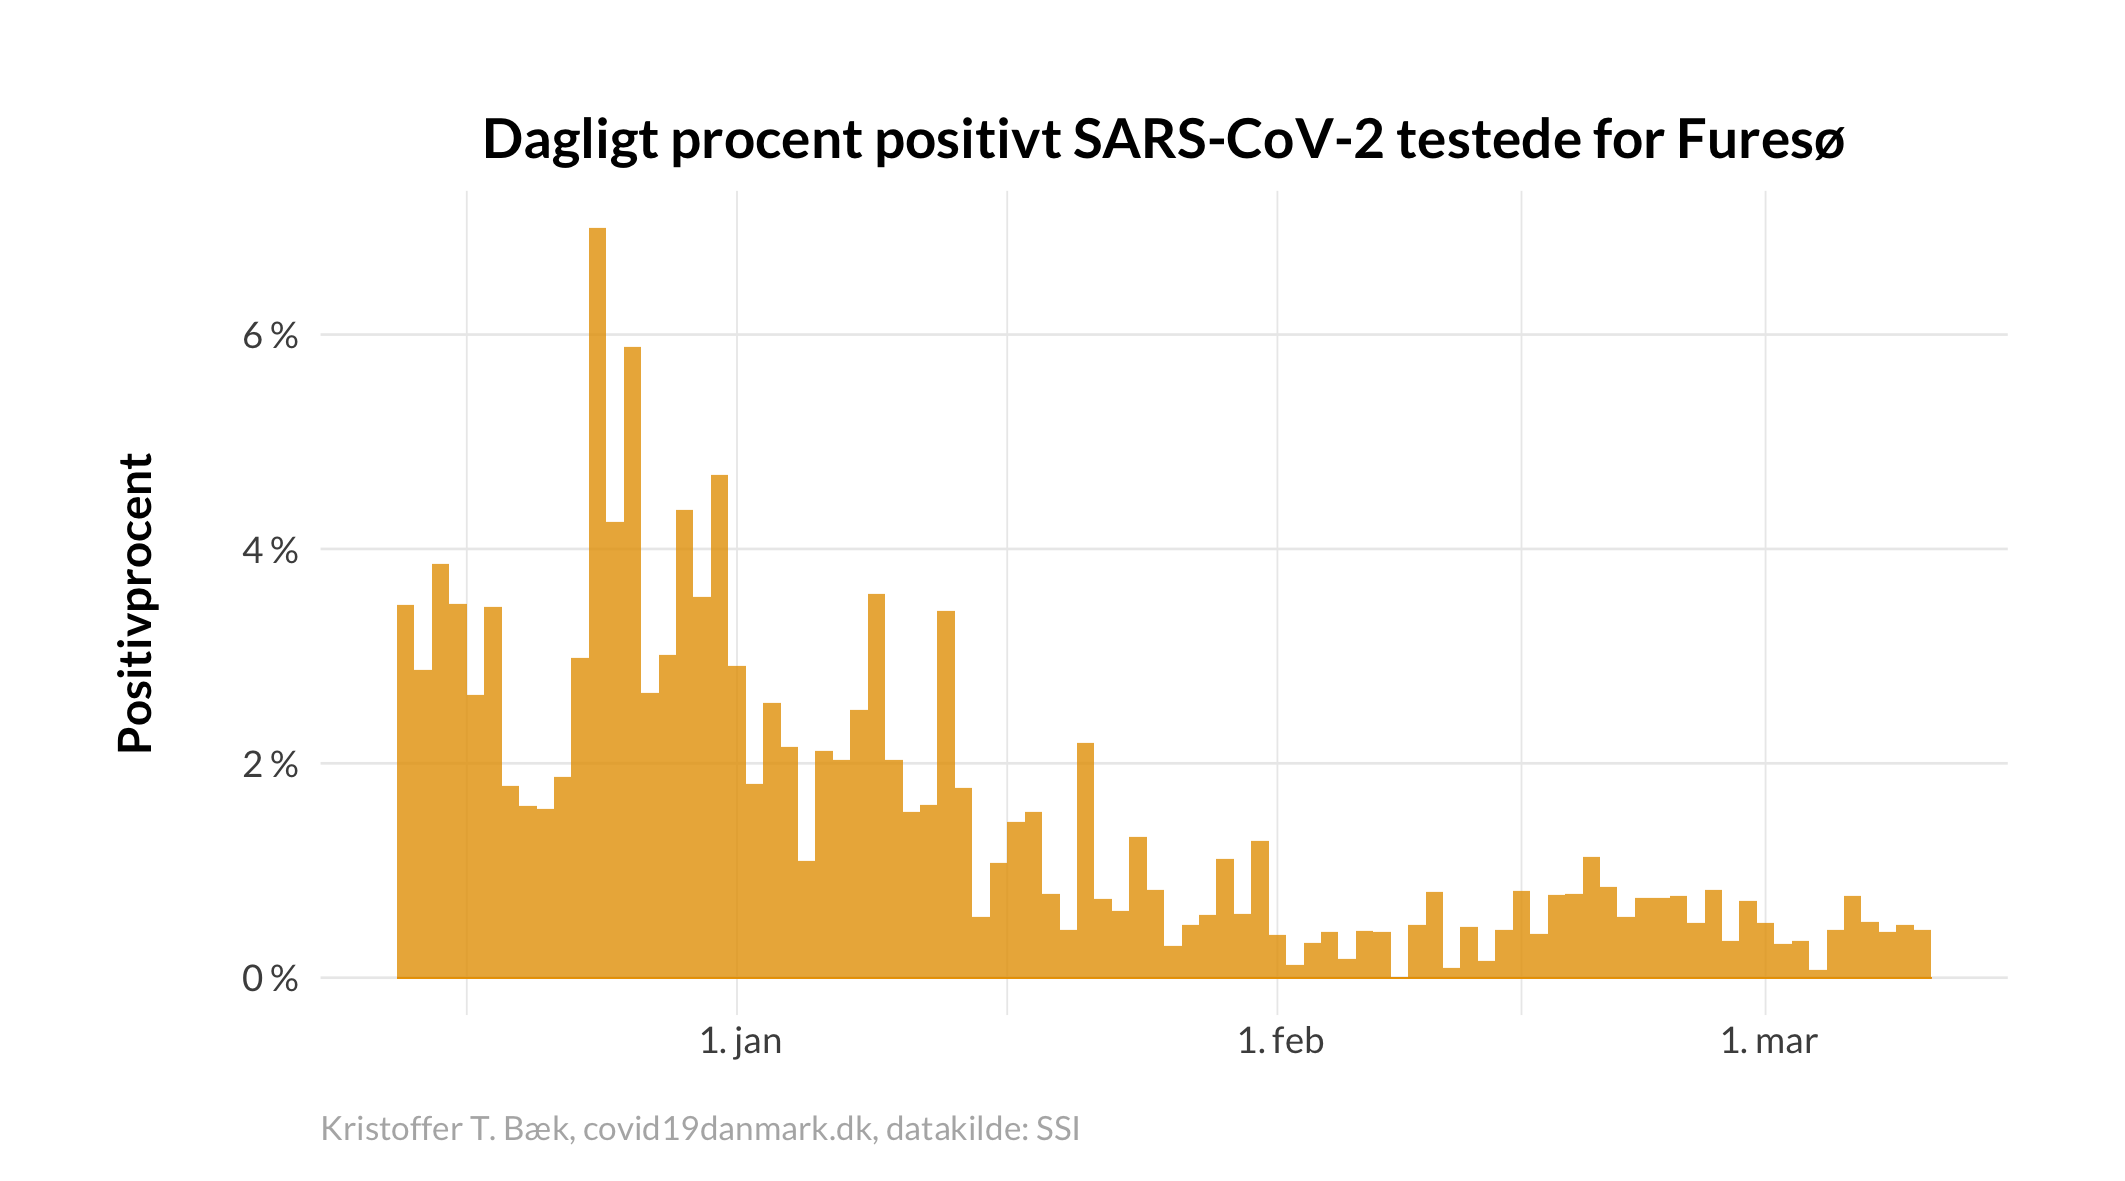 Dagligt procent positivt SARS-CoV-2 testede for Furesø
Positivprocent
6 %
4 %
2 %
0 %
1. jan
1. feb
1. mar
Kristoffer T. Bæk, covid19danmark.dk, datakilde: SSI